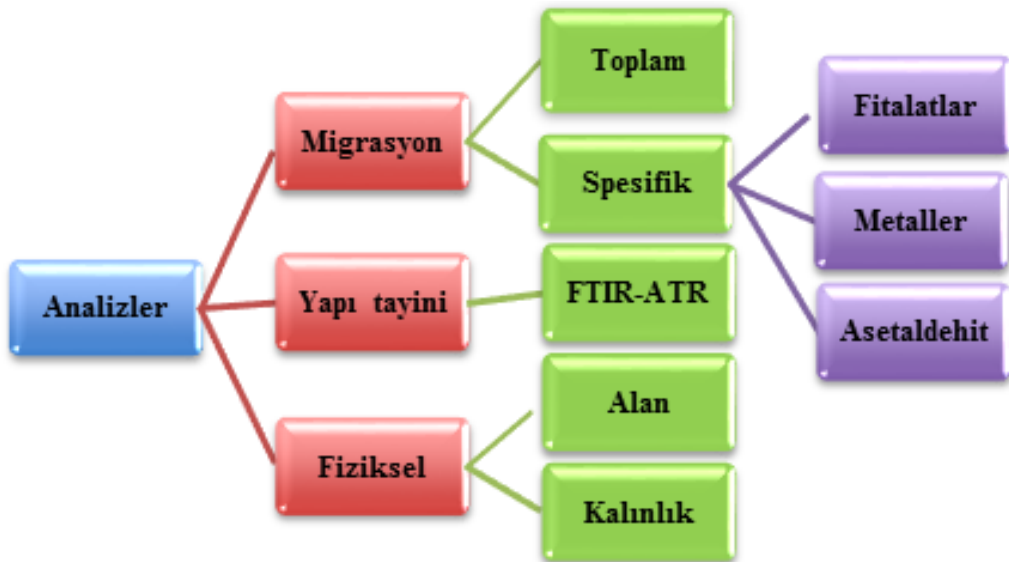 Analizler
Migrasyon
Toplam
Spesifik
Fitalatlar
Metaller
Asetaldehit
Yapı tayini
FTIR-ATR
Fiziksel
Alan
Kalınlık